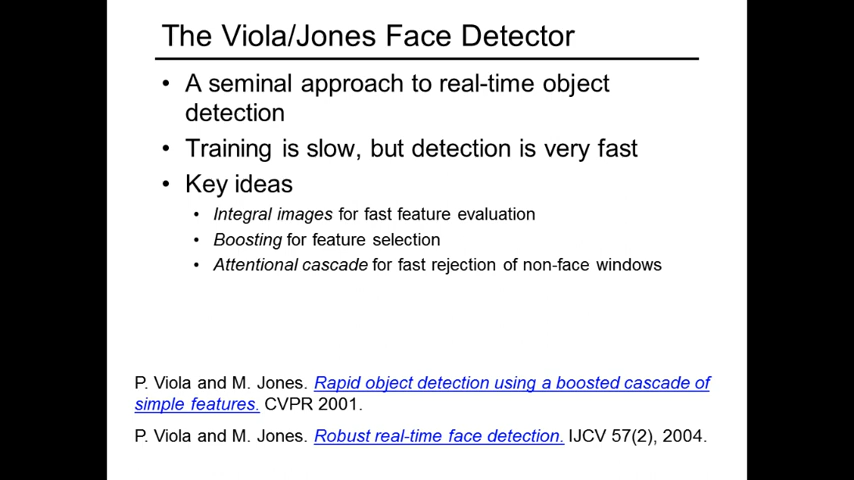 The Viola/Jones Face Detector
• A seminal approach to real-time object
detection
• Training is slow, but detection is very fast
• Key ideas
• Integral images for fast feature evaluation
• Boosting for feature selection
• Attentional cascade for fast rejection of non-face windows
P. Viola and M. Jones. Rapid object detection using a boosted cascade of
simple features. CVPR 2001.
P. Viola and M. Jones. Robust real-time face detection. IJCV 57(2), 2004.